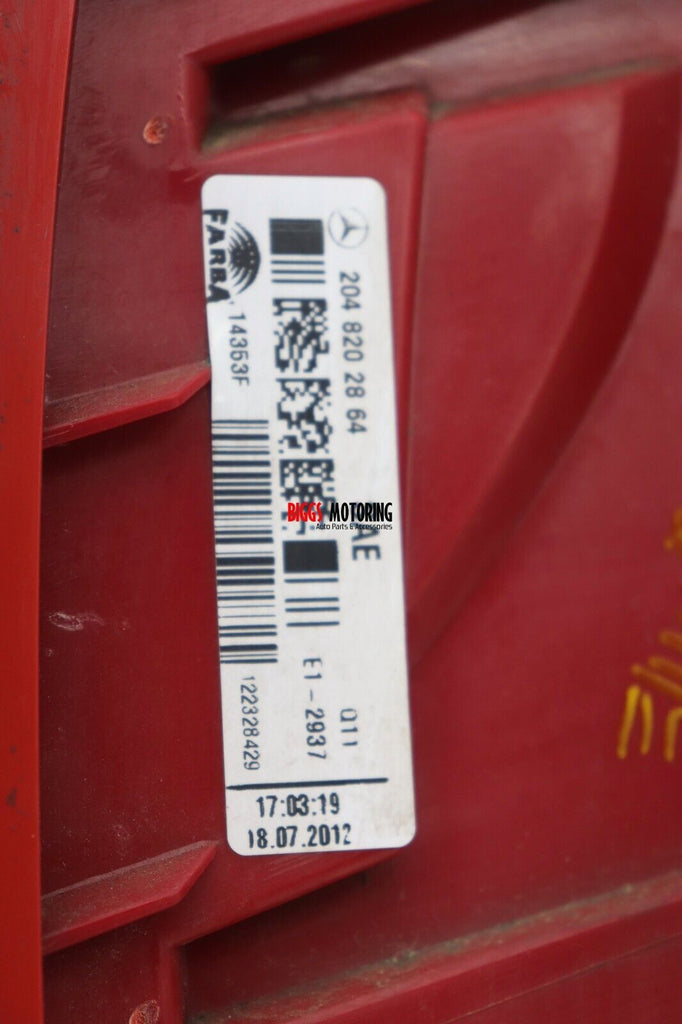 204 820 28 64
AE
FARBA
14353F
Q11
E1-2937
122328429
17:03:19
18.07.2012
BIGGS MOTORING
Auto Parts & Accessories